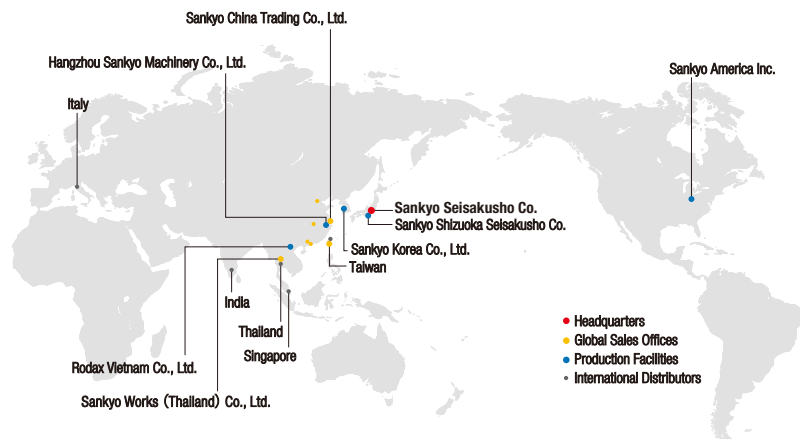 Sankyo China Trading Co., Ltd.
Hangzhou Sankyo Machinery Co., Ltd.
Sankyo America Inc.
Italy
Sankyo Seisakusho Co.
Sankyo Shizuoka Seisakusho Co.
Sankyo Korea Co., Ltd.
Taiwan
India
Thailand
Singapore
Rodax Vietnam Co., Ltd.
Sankyo Works (Thailand) Co., Ltd.
Headquarters
Global Sales Offices
Production Facilities
International Distributors